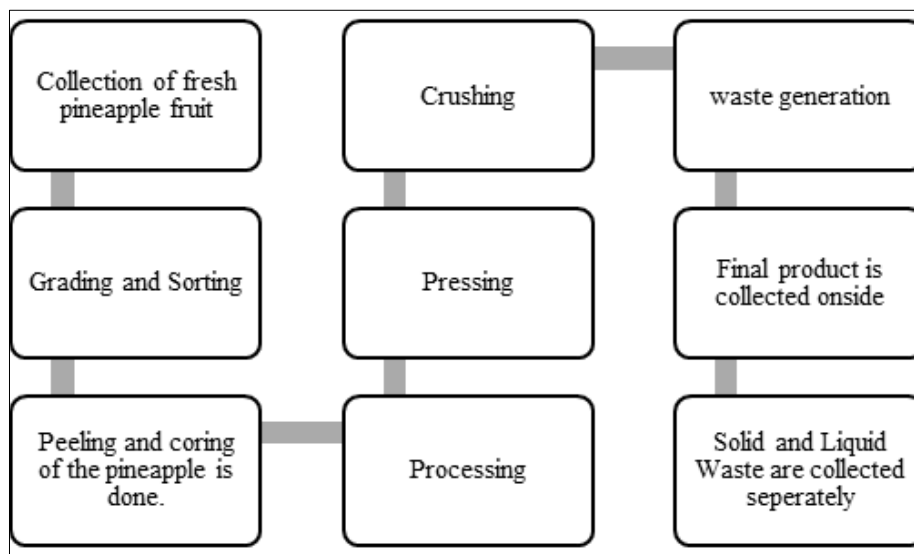 Collection of fresh
pineapple fruit
Grading and Sorting
Peeling and coring
of the pineapple is
done.
Processing
Pressing
Crushing
waste generation
Final product is
collected onside
Solid and Liquid
Waste are collected
seperately